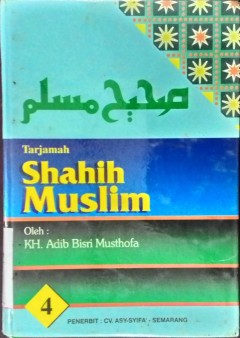 صحيح مسلم
Tarjamah
Shahih
Muslim
Oleh :
KH. Adib Bisri Musthofa
4
PENERBIT : CV. ASY-SYIFA' - SEMARANG